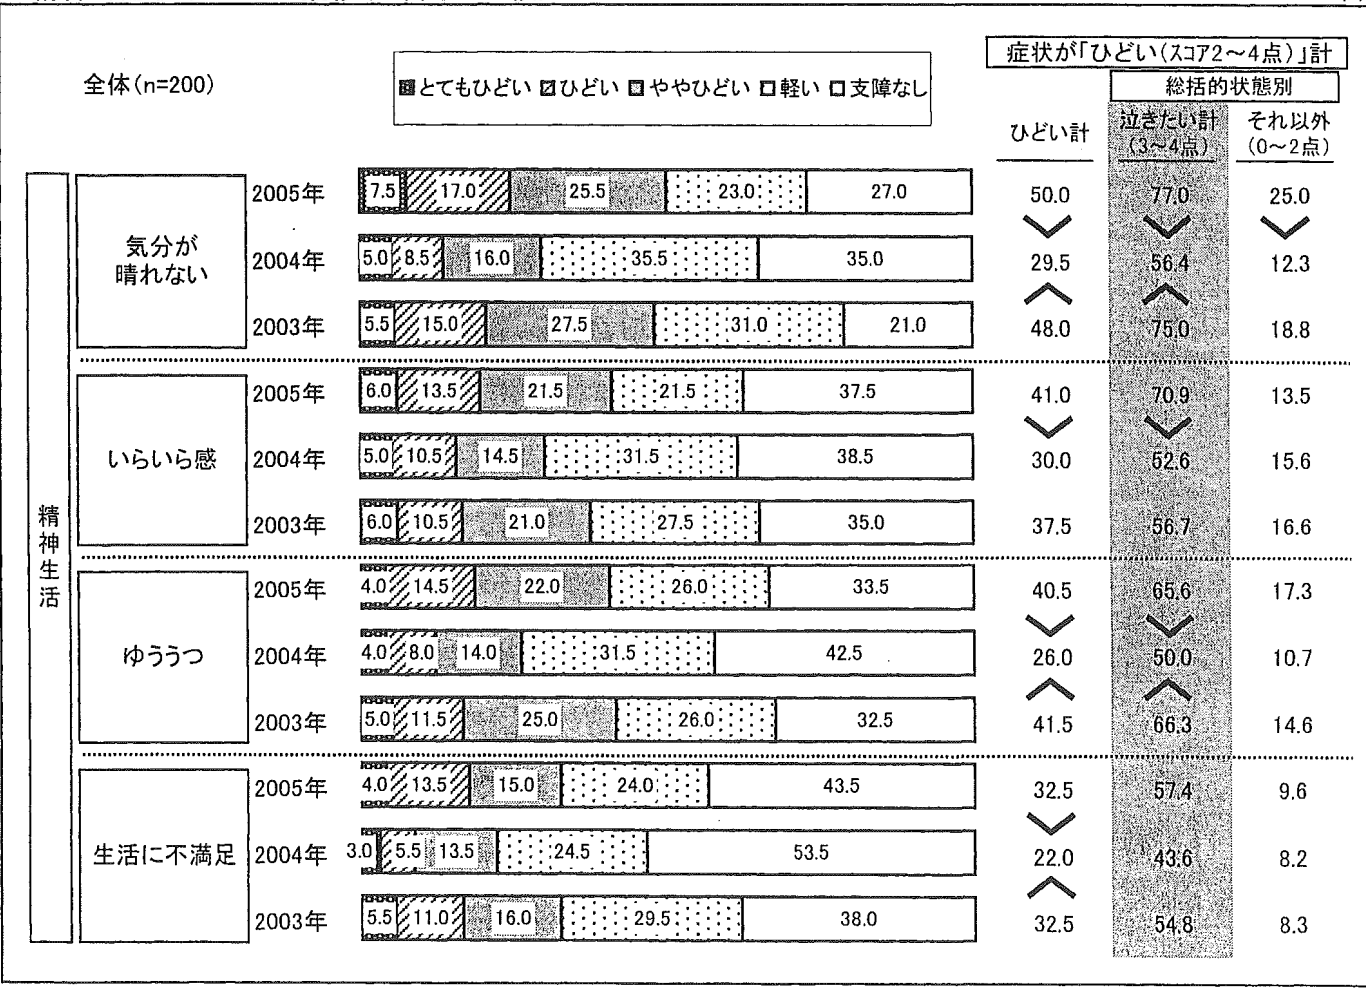 症状が「ひどい(スコア2～4点)」計
全体(n=200)
とてもひどい ひどい ややひどい 軽い 支障なし
総括的状態別
ひどい計 泣きたい計 それ以外
(3～4点) (0～2点)
精神生活
気分が
晴れない
2005年 7.5 17.0 25.5 23.0 27.0 50.0 77.0 25.0
2004年 5.0 8.5 16.0 35.5 35.0 29.5 56.4 12.3
2003年 5.5 15.0 27.5 31.0 21.0 48.0 75.0 18.8
いらいら感
2005年 6.0 13.5 21.5 21.5 37.5 41.0 70.9 13.5
2004年 5.0 10.5 14.5 31.5 38.5 30.0 52.6 15.6
2003年 6.0 10.5 21.0 27.5 35.0 37.5 56.7 16.6
ゆううつ
2005年 4.0 14.5 22.0 26.0 33.5 40.5 65.6 17.3
2004年 4.0 8.0 14.0 31.5 42.5 26.0 50.0 10.7
2003年 5.0 11.5 25.0 26.0 32.5 41.5 66.3 14.6
生活に不満足
2005年 4.0 13.5 15.0 24.0 43.5 32.5 57.4 9.6
2004年 3.0 5.5 13.5 24.5 53.5 22.0 43.6 8.2
2003年 5.5 11.0 16.0 29.5 38.0 32.5 54.8 8.3